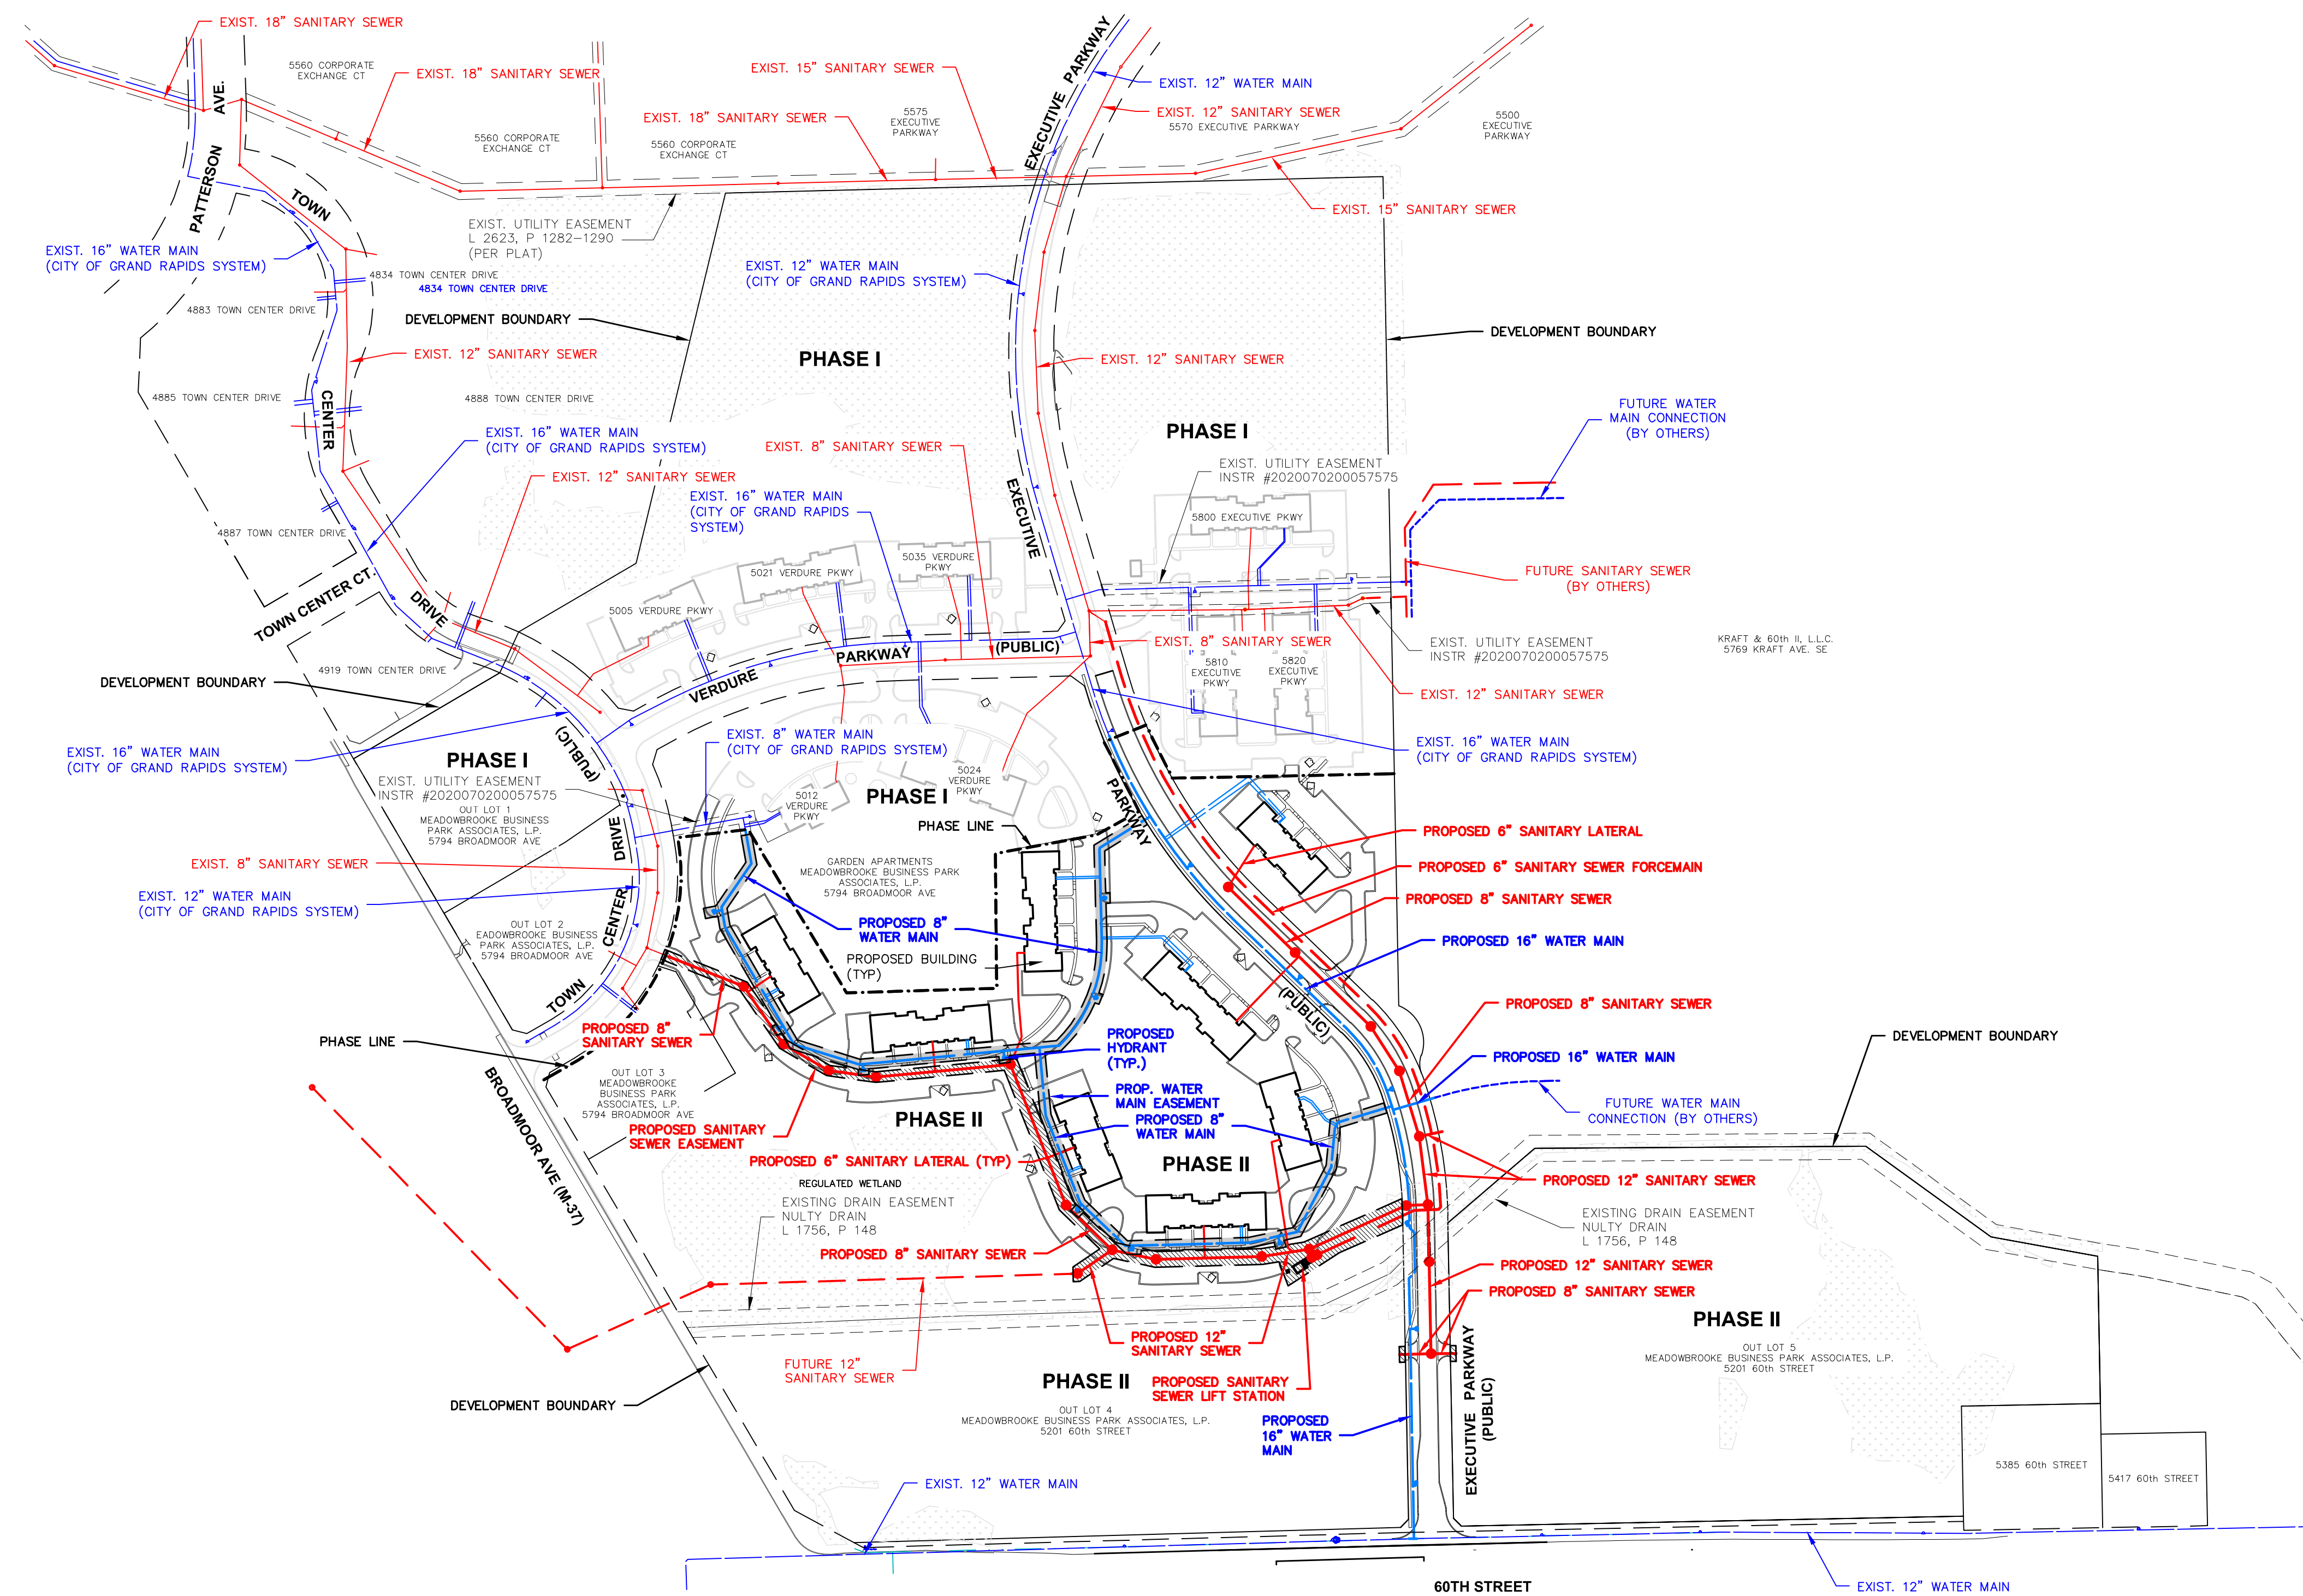 EXIST. 18" SANITARY SEWER
5560 CORPORATE
EXCHANGE CT
EXIST. 18" SANITARY SEWER
EXIST. 15" SANITARY SEWER
EXECUTIVE PARKWAY
EXIST. 12" WATER MAIN
EXIST. 12" SANITARY SEWER
5570 EXECUTIVE PARKWAY
5500
EXECUTIVE
PARKWAY
PATTERSON AVE.
5560 CORPORATE
EXCHANGE CT
EXIST. 18" SANITARY SEWER
5560 CORPORATE
EXCHANGE CT
5575
EXECUTIVE
PARKWAY
TOWN
EXIST. 15" SANITARY SEWER
EXIST. UTILITY EASEMENT
L 2623, P 1282-1290
(PER PLAT)
EXIST. 16" WATER MAIN
(CITY OF GRAND RAPIDS SYSTEM)
EXIST. 12" WATER MAIN
(CITY OF GRAND RAPIDS SYSTEM)
4834 TOWN CENTER DRIVE
4834 TOWN CENTER DRIVE
4883 TOWN CENTER DRIVE
DEVELOPMENT BOUNDARY
DEVELOPMENT BOUNDARY
EXIST. 12" SANITARY SEWER
PHASE I
EXIST. 12" SANITARY SEWER
4885 TOWN CENTER DRIVE
4888 TOWN CENTER DRIVE
CENTER
FUTURE WATER
MAIN CONNECTION
(BY OTHERS)
PHASE I
EXIST. 16" WATER MAIN
(CITY OF GRAND RAPIDS SYSTEM)
EXIST. 8" SANITARY SEWER
EXIST. UTILITY EASEMENT
INSTR #2020070200057575
EXIST. 12" SANITARY SEWER
EXIST. 16" WATER MAIN
(CITY OF GRAND RAPIDS
SYSTEM)
EXECUTIVE
5800 EXECUTIVE PKWY
4887 TOWN CENTER DRIVE
5035 VERDURE
PKWY
5021 VERDURE PKWY
FUTURE SANITARY SEWER
(BY OTHERS)
TOWN CENTER CT.
DRIVE
5005 VERDURE PKWY
EXIST. 8" SANITARY SEWER
EXIST. UTILITY EASEMENT
INSTR #2020070200057575
KRAFT & 60th II, L.L.C.
5769 KRAFT AVE. SE
VERDURE
PARKWAY
(PUBLIC)
4919 TOWN CENTER DRIVE
5810
EXECUTIVE
PKWY
5820
EXECUTIVE
PKWY
DEVELOPMENT BOUNDARY
EXIST. 12" SANITARY SEWER
EXIST. 8" WATER MAIN
(CITY OF GRAND RAPIDS SYSTEM)
EXIST. 16" WATER MAIN
(CITY OF GRAND RAPIDS SYSTEM)
EXIST. 16" WATER MAIN
(CITY OF GRAND RAPIDS SYSTEM)
(PUBLIC)
PHASE I
EXIST. UTILITY EASEMENT
INSTR #2020070200057575
5024
VERDURE
PKWY
5012
VERDURE
PKWY
PHASE I
PARKWAY
OUT LOT 1
MEADOWBROOKE BUSINESS
PARK ASSOCIATES, L.P.
5794 BROADMOOR AVE
PHASE LINE
DRIVE
PROPOSED 6" SANITARY LATERAL
EXIST. 8" SANITARY SEWER
GARDEN APARTMENTS
MEADOWBROOKE BUSINESS PARK
ASSOCIATES, L.P.
5794 BROADMOOR AVE
PROPOSED 6" SANITARY SEWER FORCEMAIN
EXIST. 12" WATER MAIN
(CITY OF GRAND RAPIDS SYSTEM)
PROPOSED 8" SANITARY SEWER
OUT LOT 2
EADOWBROOKE BUSINESS
PARK ASSOCIATES, L.P.
5794 BROADMOOR AVE
CENTER
PROPOSED 8"
WATER MAIN
PROPOSED 16" WATER MAIN
PROPOSED BUILDING
(TYP)
TOWN
(PUBLIC)
PROPOSED 8" SANITARY SEWER
PROPOSED 8"
SANITARY SEWER
PHASE LINE
PROPOSED
HYDRANT
(TYP.)
DEVELOPMENT BOUNDARY
PROPOSED 16" WATER MAIN
BROADMOOR AVE (M-37)
OUT LOT 3
MEADOWBROOKE
BUSINESS PARK
ASSOCIATES, L.P.
5794 BROADMOOR AVE
PROP. WATER
MAIN EASEMENT
FUTURE WATER MAIN
CONNECTION (BY OTHERS)
PHASE II
PROPOSED 8"
WATER MAIN
PROPOSED SANITARY
SEWER EASEMENT
PROPOSED 6" SANITARY LATERAL (TYP)
PHASE II
PROPOSED 12" SANITARY SEWER
REGULATED WETLAND
EXISTING DRAIN EASEMENT
NULTY DRAIN
L 1756, P 148
EXISTING DRAIN EASEMENT
NULTY DRAIN
L 1756, P 148
PROPOSED 8" SANITARY SEWER
PROPOSED 12" SANITARY SEWER
PROPOSED 8" SANITARY SEWER
PHASE II
PROPOSED 12"
SANITARY SEWER
FUTURE 12"
SANITARY SEWER
OUT LOT 5
MEADOWBROOKE BUSINESS PARK ASSOCIATES, L.P.
5201 60th STREET
PHASE II
PROPOSED SANITARY
SEWER LIFT STATION
EXECUTIVE PARKWAY
(PUBLIC)
DEVELOPMENT BOUNDARY
OUT LOT 4
MEADOWBROOKE BUSINESS PARK ASSOCIATES, L.P.
5201 60th STREET
PROPOSED
16" WATER
MAIN
5385 60th STREET
5417 60th STREET
EXIST. 12" WATER MAIN
60TH STREET
EXIST. 12" WATER MAIN